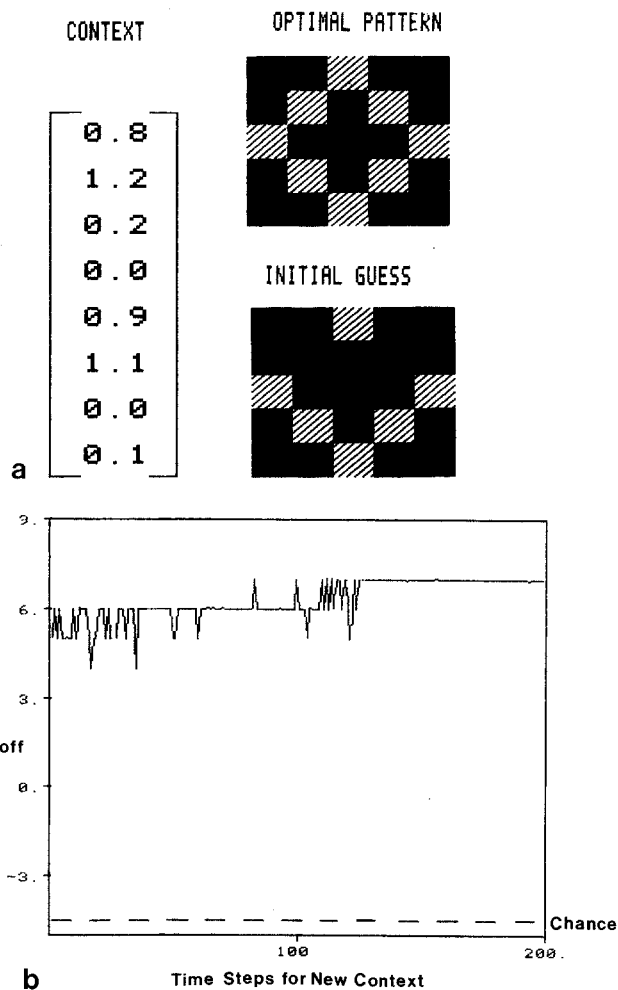 CONTEXT
0.8
1.2
0.2
0.0
0.9
1.1
0.0
0.1
OPTIMAL PATTERN
INITIAL GUESS
a
9.
6.
3.
off
0.
-3.
Chance
100
200.
b
Time Steps for New Context